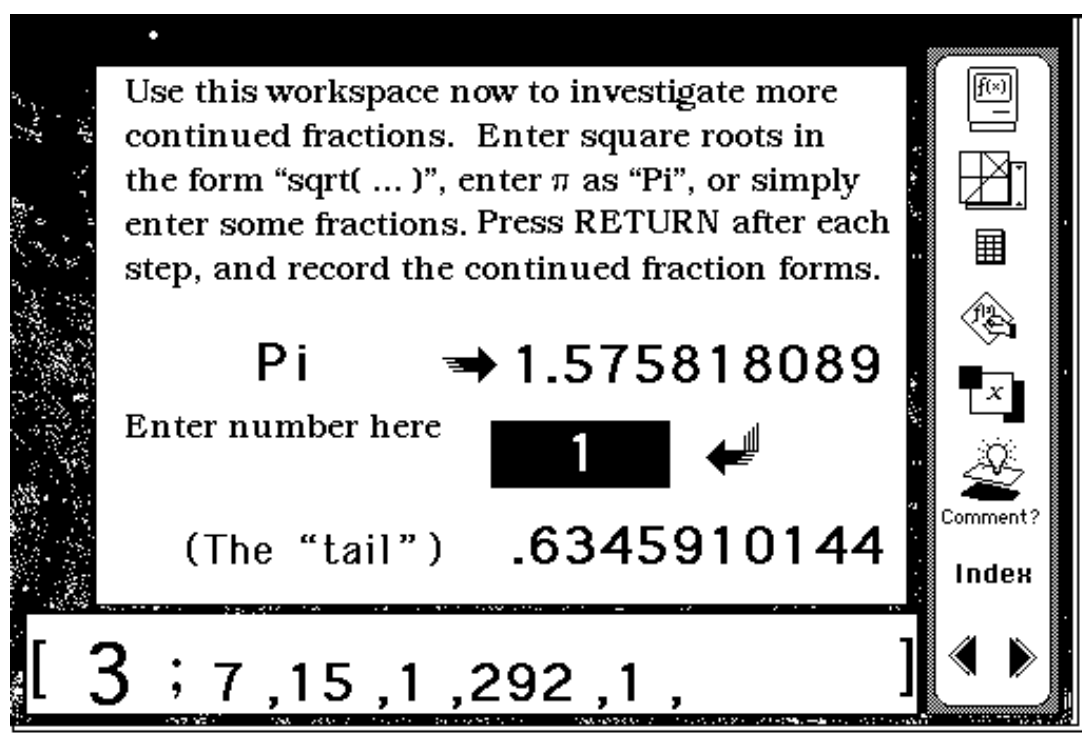 Use this workspace now to investigate more
continued fractions. Enter square roots in
the form “sqrt( ... )”, enter π as “Pi”, or simply
enter some fractions. Press RETURN after each
step, and record the continued fraction forms.
Pi 1.575818089
Enter number here
1
(The “tail”) .6345910144
[ 3 ; 7 ,15 ,1 ,292 ,1 , ]
f(x)
f(x)
x
Comment?
Index